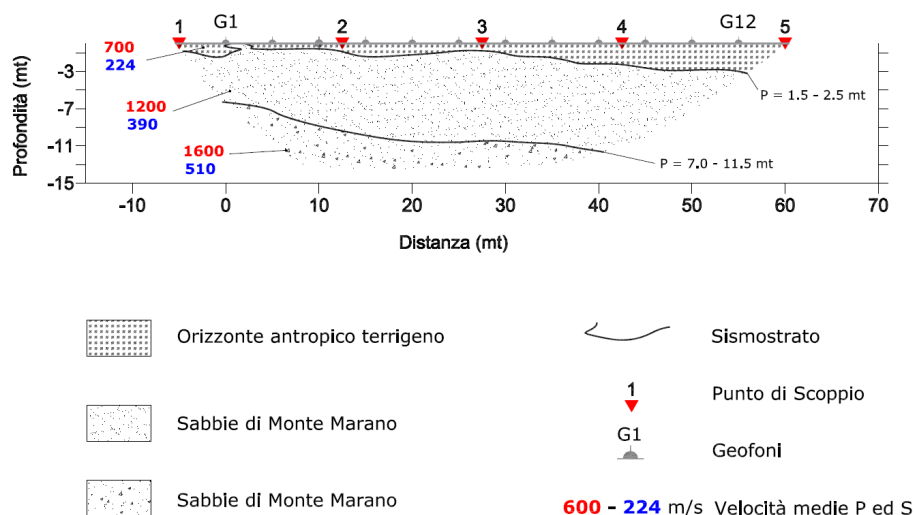 1 G1 2 3 4 G12 5
700
224
-3
P = 1.5 - 2.5 mt
1200
390
-7
1600
510
-11
P = 7.0 - 11.5 mt
-15
Profondità (mt)
-10 0 10 20 30 40 50 60 70
Distanza (mt)
Orizzonte antropico terrigeno
Sismostrato
1
Punto di Scoppio
Sabbie di Monte Marano
G1
Geofoni
Sabbie di Monte Marano
600 - 224 m/s Velocità medie P ed S